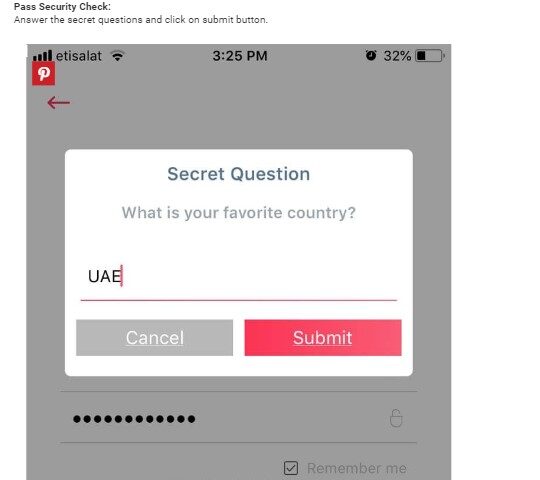 Pass Security Check:
Answer the secret questions and click on submit button.
etisalat 3:25 PM 32%
Secret Question
What is your favorite country?
UAE
Cancel Submit
Remember me